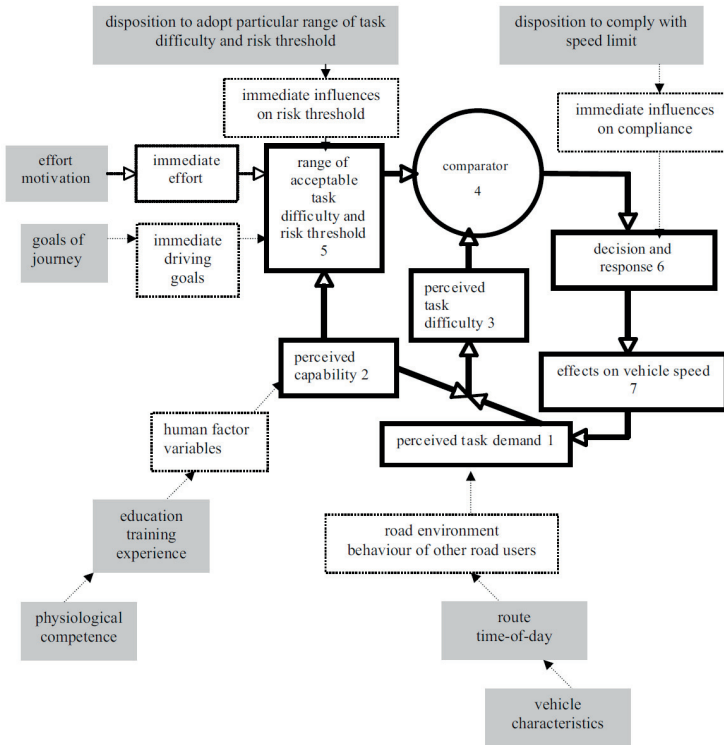 disposition to adopt particular range of task
difficulty and risk threshold
disposition to comply with
speed limit
immediate influences
on risk threshold
immediate influences
on compliance
effort
motivation
immediate
effort
range of
acceptable
task
difficulty and
risk threshold
5
comparator
4
goals of
journey
immediate
driving
goals
decision and
response 6
perceived
task
difficulty 3
perceived
capability 2
effects on vehicle speed
7
human factor
variables
perceived task demand 1
education
training
experience
road environment
behaviour of other road users
physiological
competence
route
time-of-day
vehicle
characteristics